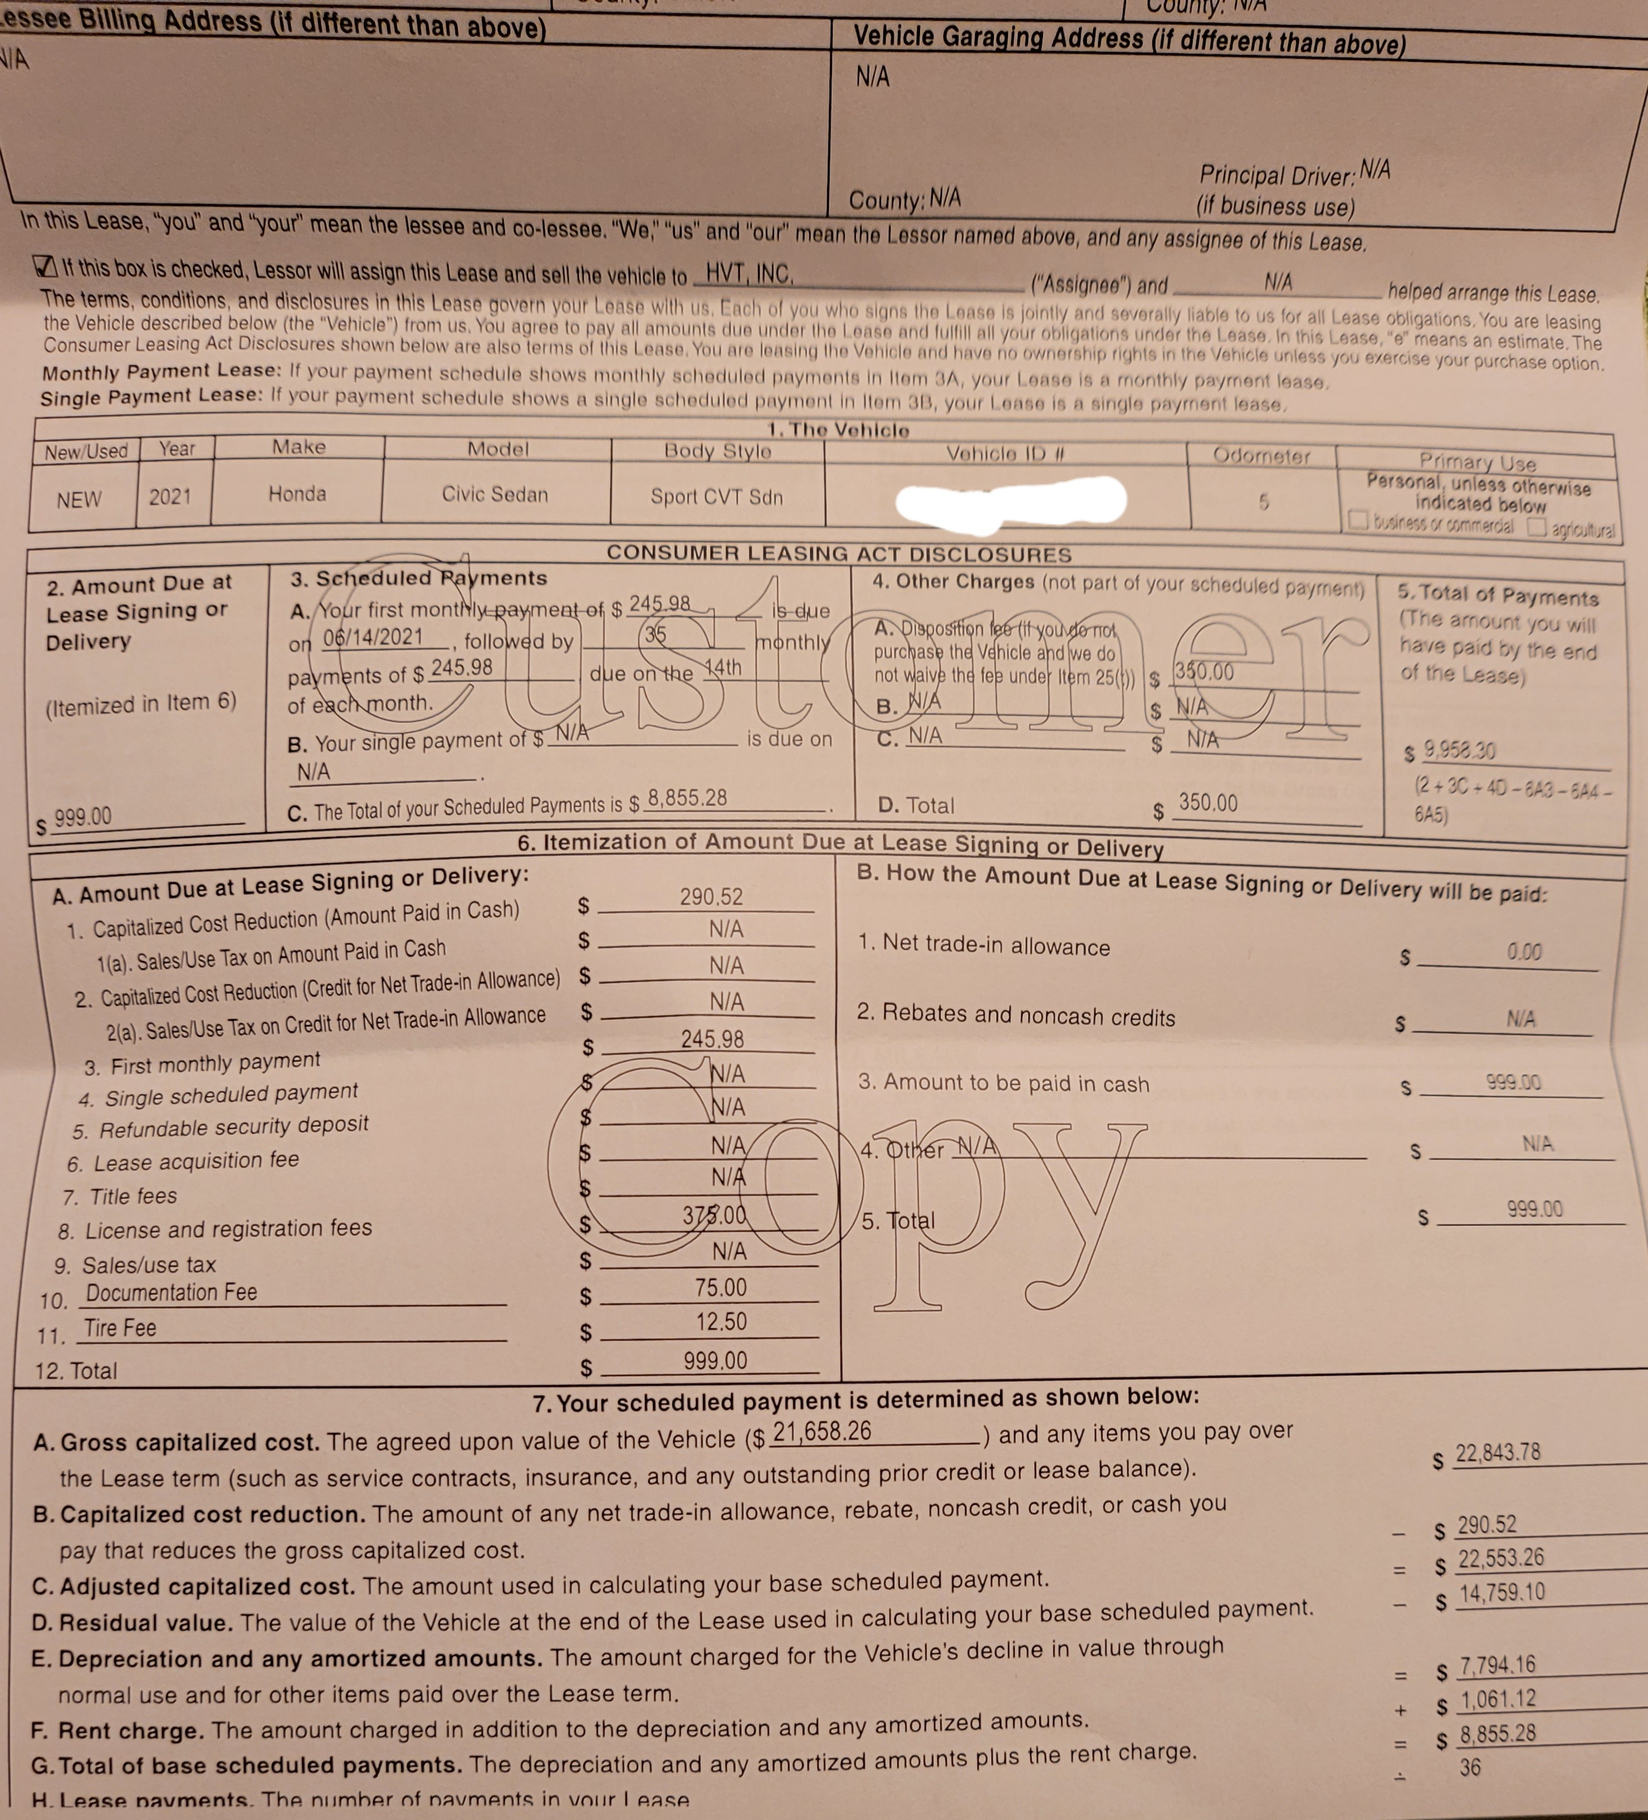 County: N/A
Lessee Billing Address (if different than above)
N/A
Vehicle Garaging Address (if different than above)
N/A
County: N/A
Principal Driver: N/A
(if business use)
In this Lease, "you" and "your" mean the lessee and co-lessee. "We," "us" and "our" mean the Lessor named above, and any assignee of this Lease.
☑ If this box is checked, Lessor will assign this Lease and sell the vehicle to HVT, INC. ("Assignee") and N/A helped arrange this Lease.
The terms, conditions, and disclosures in this Lease govern your Lease with us. Each of you who signs the Lease is jointly and severally liable to us for all Lease obligations. You are leasing
the Vehicle described below (the "Vehicle") from us. You agree to pay all amounts due under the Lease and fulfill all your obligations under the Lease. In this Lease, "e" means an estimate. The
Consumer Leasing Act Disclosures shown below are also terms of this Lease. You are leasing the Vehicle and have no ownership rights in the Vehicle unless you exercise your purchase option.
Monthly Payment Lease: If your payment schedule shows monthly scheduled payments in Item 3A, your Lease is a monthly payment lease.
Single Payment Lease: If your payment schedule shows a single scheduled payment in Item 3B, your Lease is a single payment lease.
1. The Vehicle
New/Used Year Make Model Body Style Vehicle ID # Odometer Primary Use
NEW 2021 Honda Civic Sedan Sport CVT Sdn 5
Personal, unless otherwise
indicated below
☐ business or commercial ☐ agricultural
CONSUMER LEASING ACT DISCLOSURES
2. Amount Due at
Lease Signing or
Delivery
(Itemized in Item 6)
$ 999.00
3. Scheduled Payments
A. Your first monthly payment of $ 245.98 is due
on 06/14/2021, followed by 35 monthly
payments of $ 245.98 due on the 14th
of each month.
B. Your single payment of $ N/A is due on
N/A.
C. The Total of your Scheduled Payments is $ 8,855.28.
4. Other Charges (not part of your scheduled payment)
A. Disposition fee (if you do not
purchase the Vehicle and we do
not waive the fee under Item 25(f)) $ 350.00
B. N/A $ N/A
C. N/A $ N/A
D. Total $ 350.00
5. Total of Payments
(The amount you will
have paid by the end
of the Lease)
$ 9,958.30
(2 + 3C + 4D – 6A3 – 6A4 –
6A5)
Customer
6. Itemization of Amount Due at Lease Signing or Delivery
A. Amount Due at Lease Signing or Delivery:
1. Capitalized Cost Reduction (Amount Paid in Cash) $ 290.52
1(a). Sales/Use Tax on Amount Paid in Cash $ N/A
2. Capitalized Cost Reduction (Credit for Net Trade-in Allowance) $ N/A
2(a). Sales/Use Tax on Credit for Net Trade-in Allowance $ N/A
3. First monthly payment $ 245.98
4. Single scheduled payment $ N/A
5. Refundable security deposit $ N/A
6. Lease acquisition fee $ N/A
7. Title fees $ N/A
8. License and registration fees $ 375.00
9. Sales/use tax $ N/A
10. Documentation Fee $ 75.00
11. Tire Fee $ 12.50
12. Total $ 999.00
B. How the Amount Due at Lease Signing or Delivery will be paid:
1. Net trade-in allowance $ 0.00
2. Rebates and noncash credits $ N/A
3. Amount to be paid in cash $ 999.00
4. Other N/A $ N/A
5. Total $ 999.00
Copy
7. Your scheduled payment is determined as shown below:
A. Gross capitalized cost. The agreed upon value of the Vehicle ($ 21,658.26) and any items you pay over
the Lease term (such as service contracts, insurance, and any outstanding prior credit or lease balance). $ 22,843.78
B. Capitalized cost reduction. The amount of any net trade-in allowance, rebate, noncash credit, or cash you
pay that reduces the gross capitalized cost. – $ 290.52
C. Adjusted capitalized cost. The amount used in calculating your base scheduled payment. = $ 22,553.26
D. Residual value. The value of the Vehicle at the end of the Lease used in calculating your base scheduled payment. – $ 14,759.10
E. Depreciation and any amortized amounts. The amount charged for the Vehicle's decline in value through
normal use and for other items paid over the Lease term. = $ 7,794.16
F. Rent charge. The amount charged in addition to the depreciation and any amortized amounts. + $ 1,061.12
G. Total of base scheduled payments. The depreciation and any amortized amounts plus the rent charge. = $ 8,855.28
H. Lease payments. The number of payments in your Lease ÷ 36